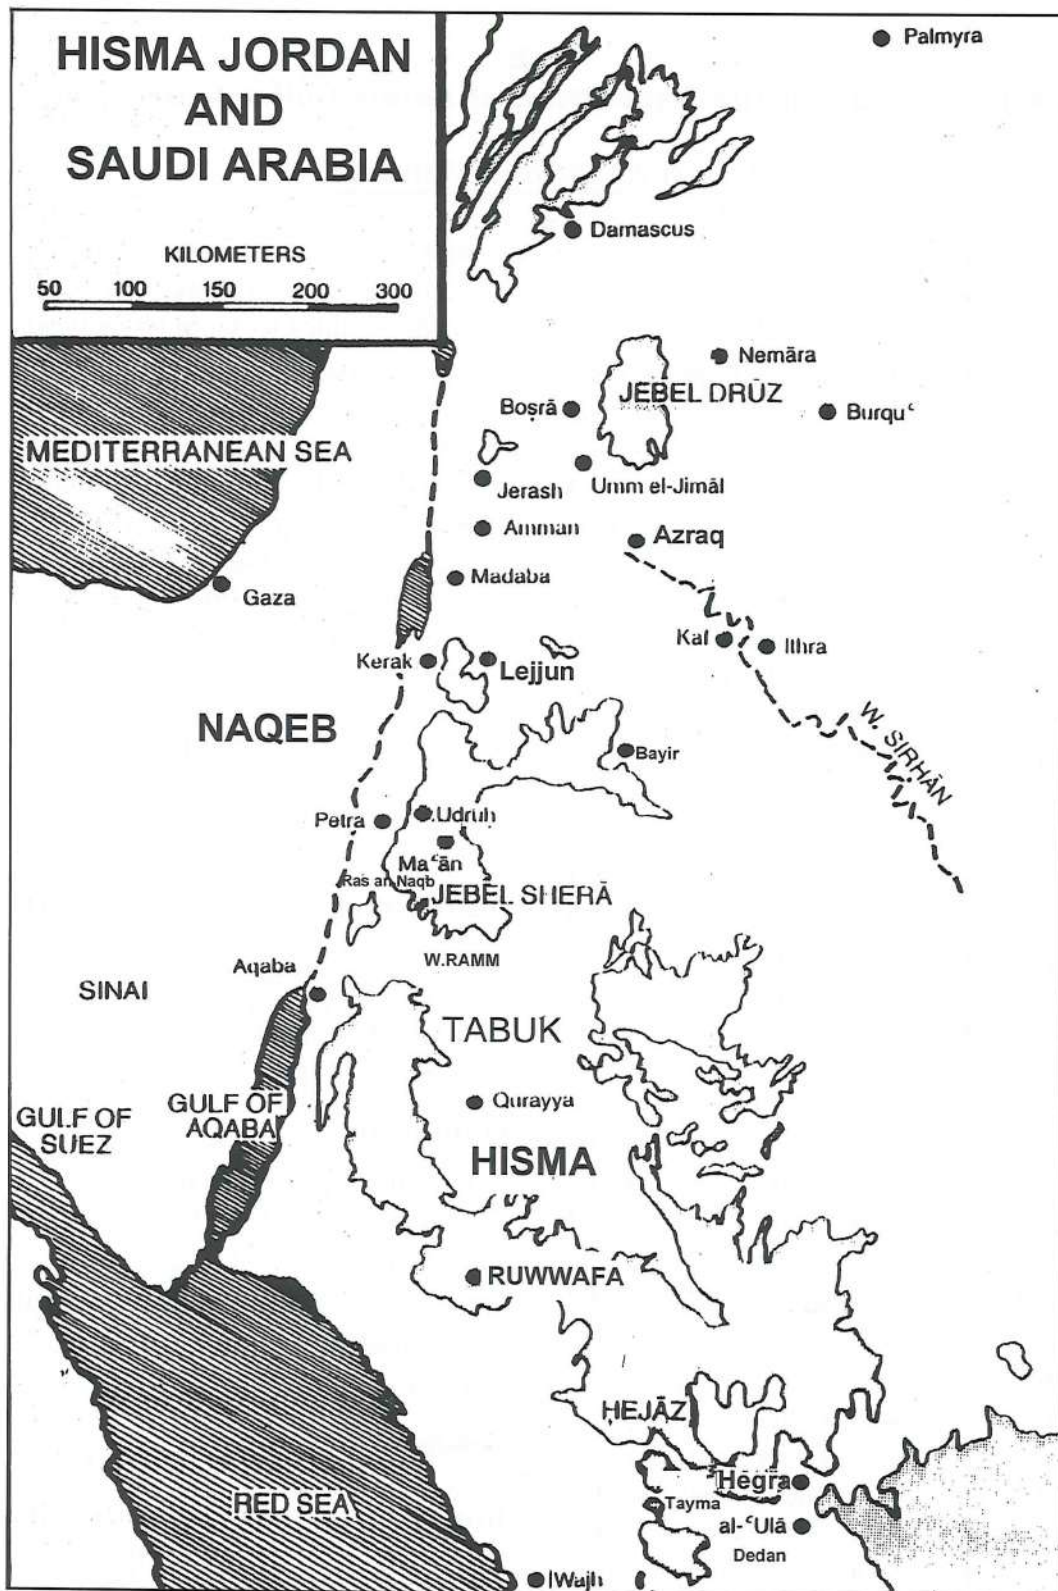 HISMA JORDAN
AND
SAUDI ARABIA
KILOMETERS
50 100 150 200 300
Palmyra
Damascus
Nemāra
JEBEL DRŪZ
Boṣrā
Burquʿ
MEDITERRANEAN SEA
Jerash
Umm el-Jimāl
Amman
Azraq
Madaba
Gaza
Kaf
Ithra
Kerak
Lejjun
NAQEB
W. SIRHĀN
Bayir
Petra
Udruh
Maʿān
Ras an Naqb
JEBEL SHERĀ
W.RAMM
Aqaba
SINAI
TABUK
Qurayya
GULF OF
SUEZ
GULF OF
AQABA
HISMA
RUWWAFA
ḤEJĀZ
Hegra
Tayma
al-ʿUlā
Dedan
RED SEA
Wajh